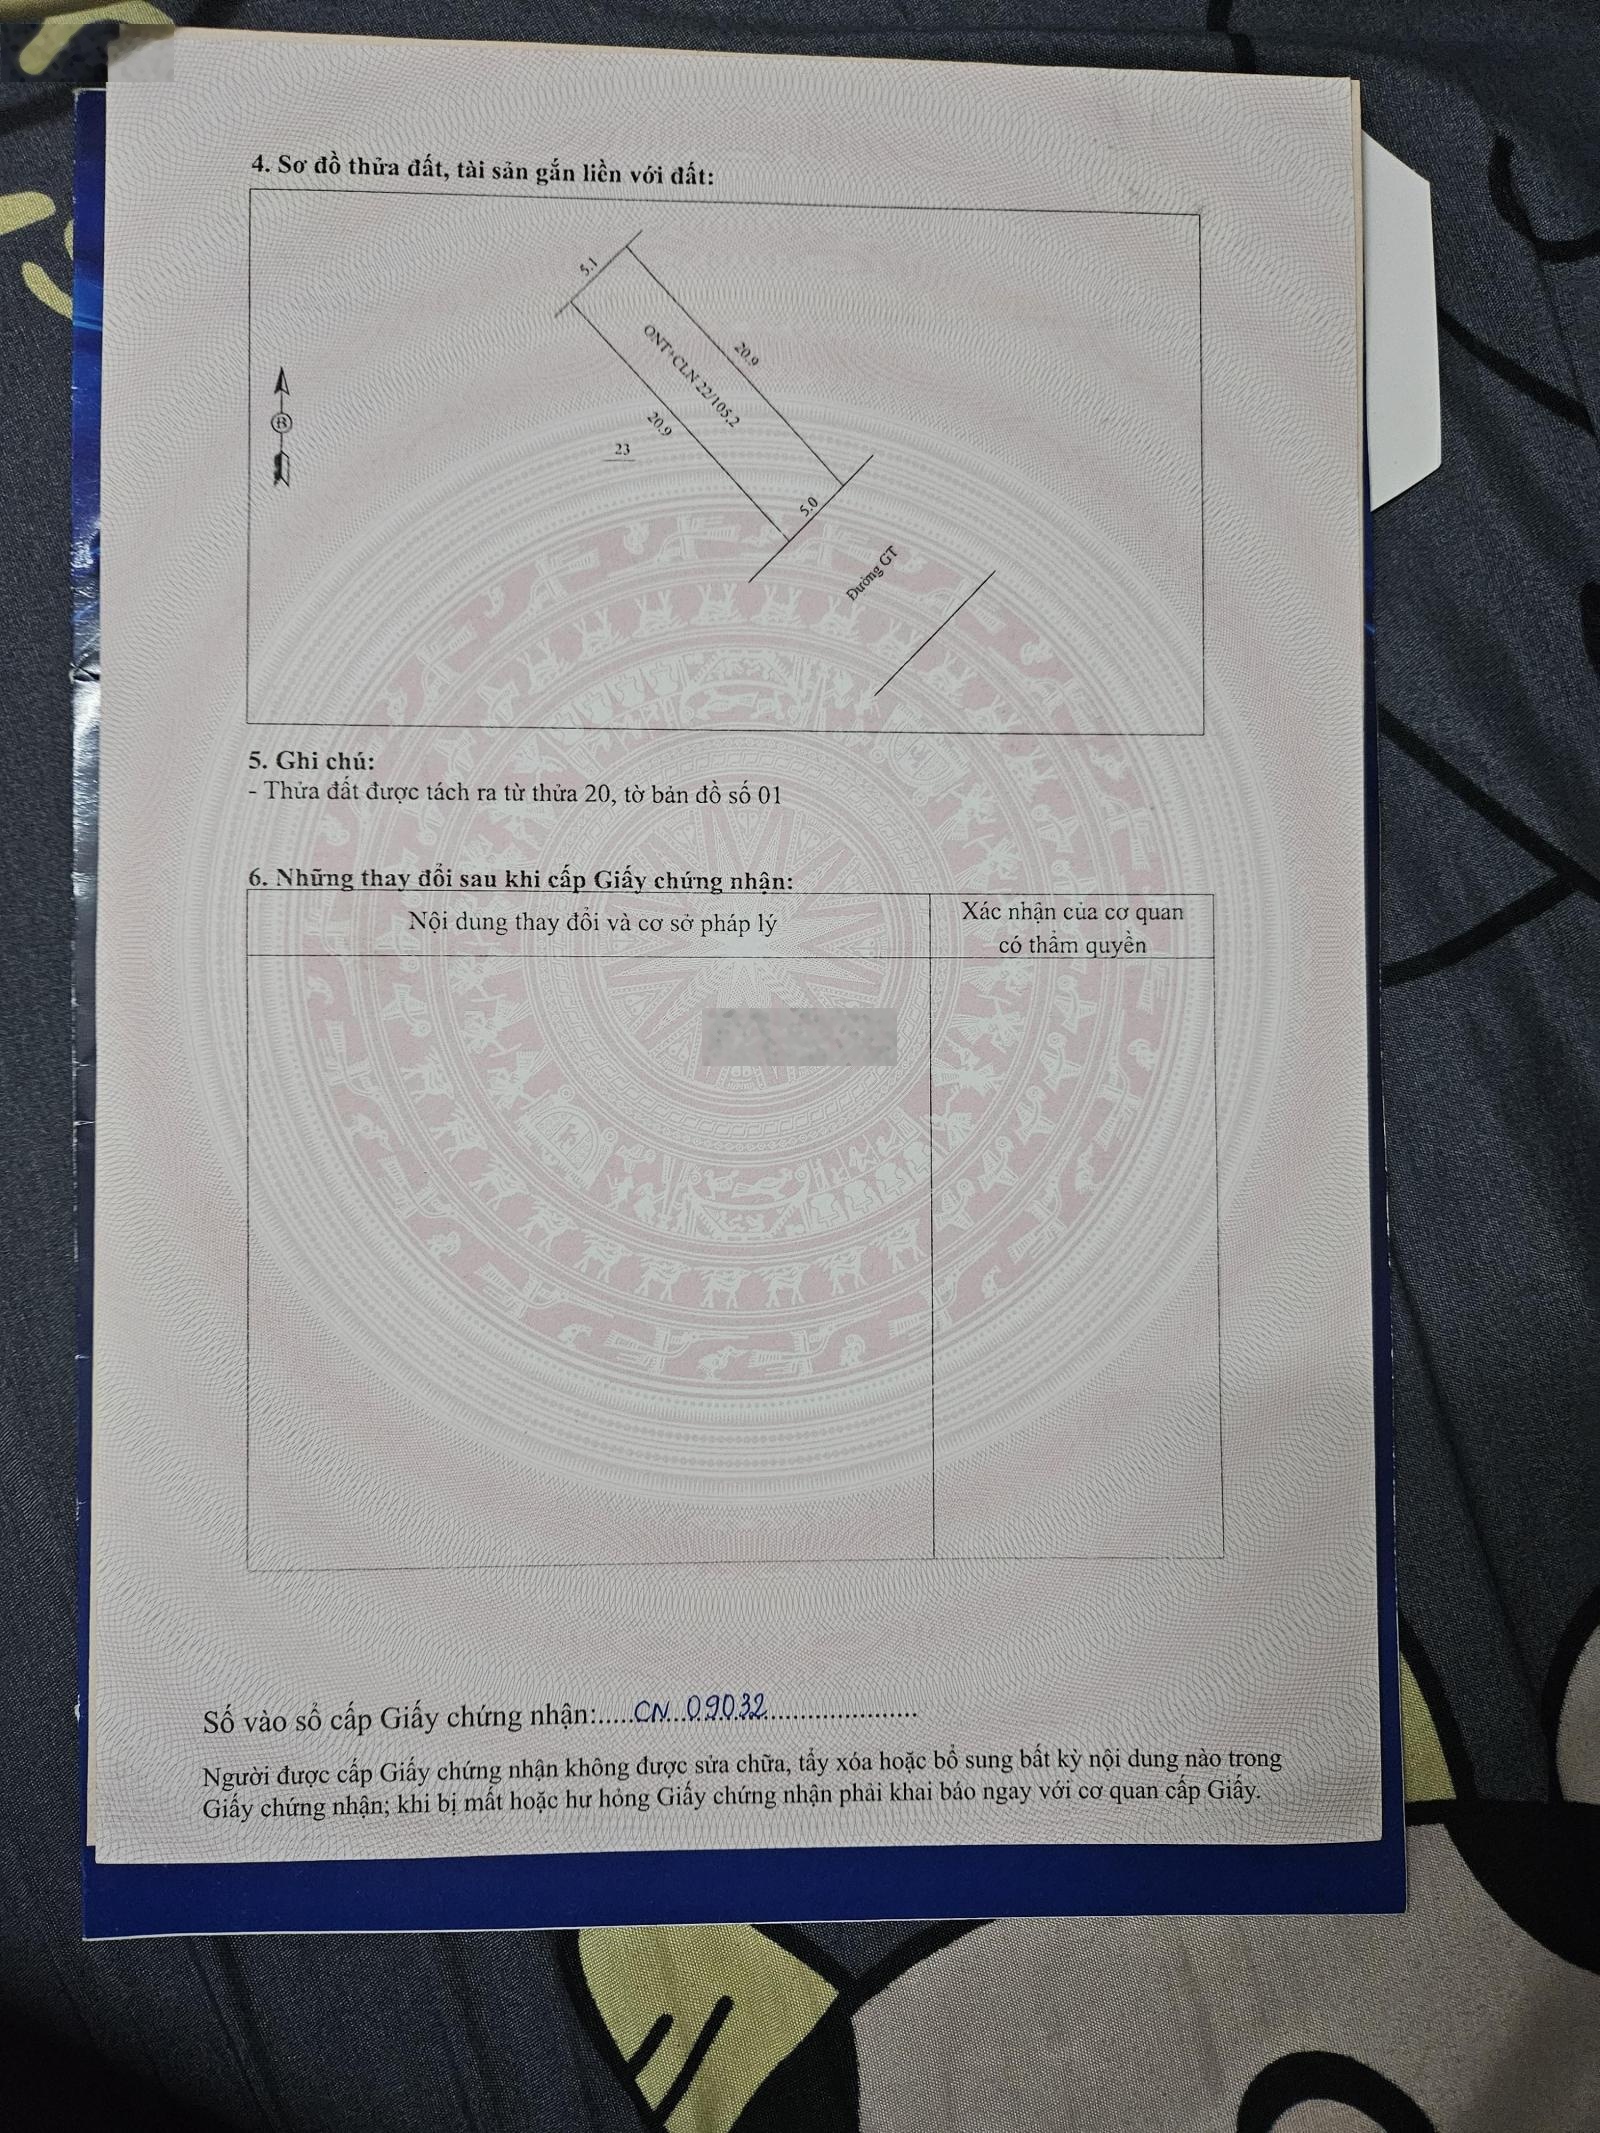 4. Sơ đồ thửa đất, tài sản gắn liền với đất:
5.1
ONT+CLN 22/105.2
20.9
20.9
B
23
5.0
Đường GT
5. Ghi chú:
- Thửa đất được tách ra từ thửa 20, tờ bản đồ số 01
6. Những thay đổi sau khi cấp Giấy chứng nhận:
Nội dung thay đổi và cơ sở pháp lý
Xác nhận của cơ quan
có thẩm quyền
Số vào sổ cấp Giấy chứng nhận:.....CN 09032.....
Người được cấp Giấy chứng nhận không được sửa chữa, tẩy xóa hoặc bổ sung bất kỳ nội dung nào trong
Giấy chứng nhận; khi bị mất hoặc hư hỏng Giấy chứng nhận phải khai báo ngay với cơ quan cấp Giấy.